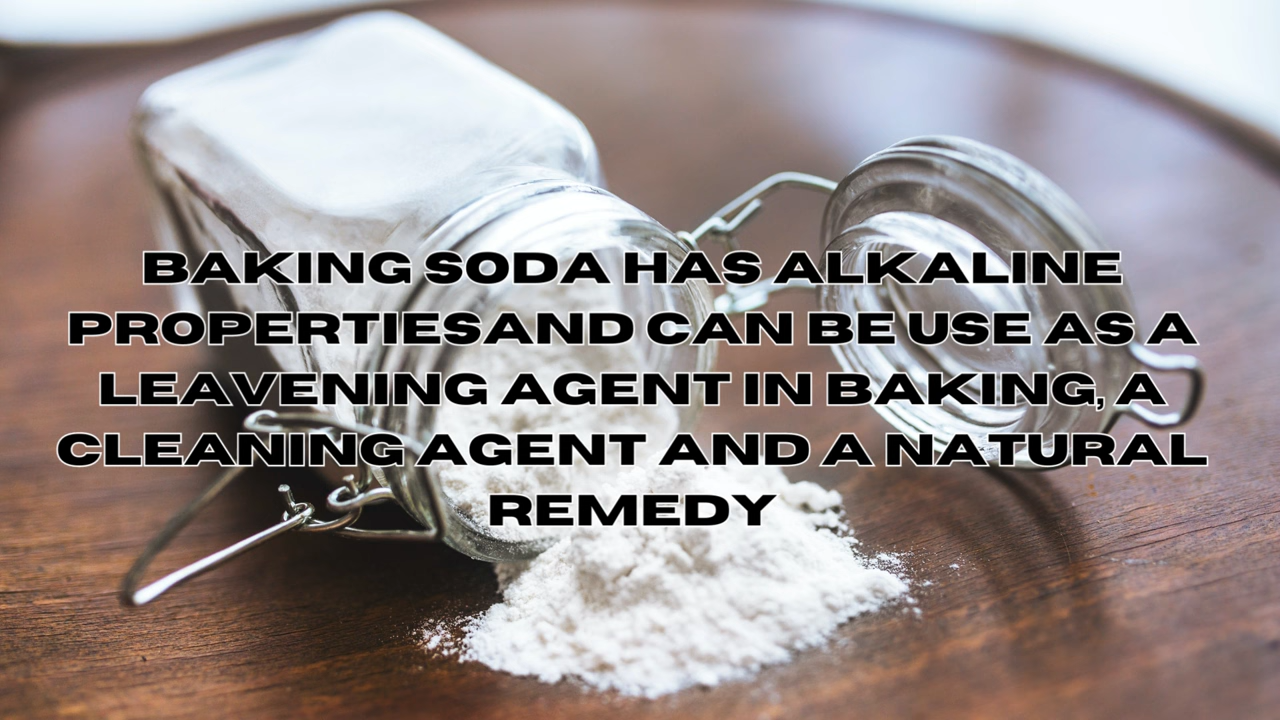 BAKING SODA HAS ALKALINE
PROPERTIESAND CAN BE USE AS A
LEAVENING AGENT IN BAKING, A
CLEANING AGENT AND A NATURAL
REMEDY